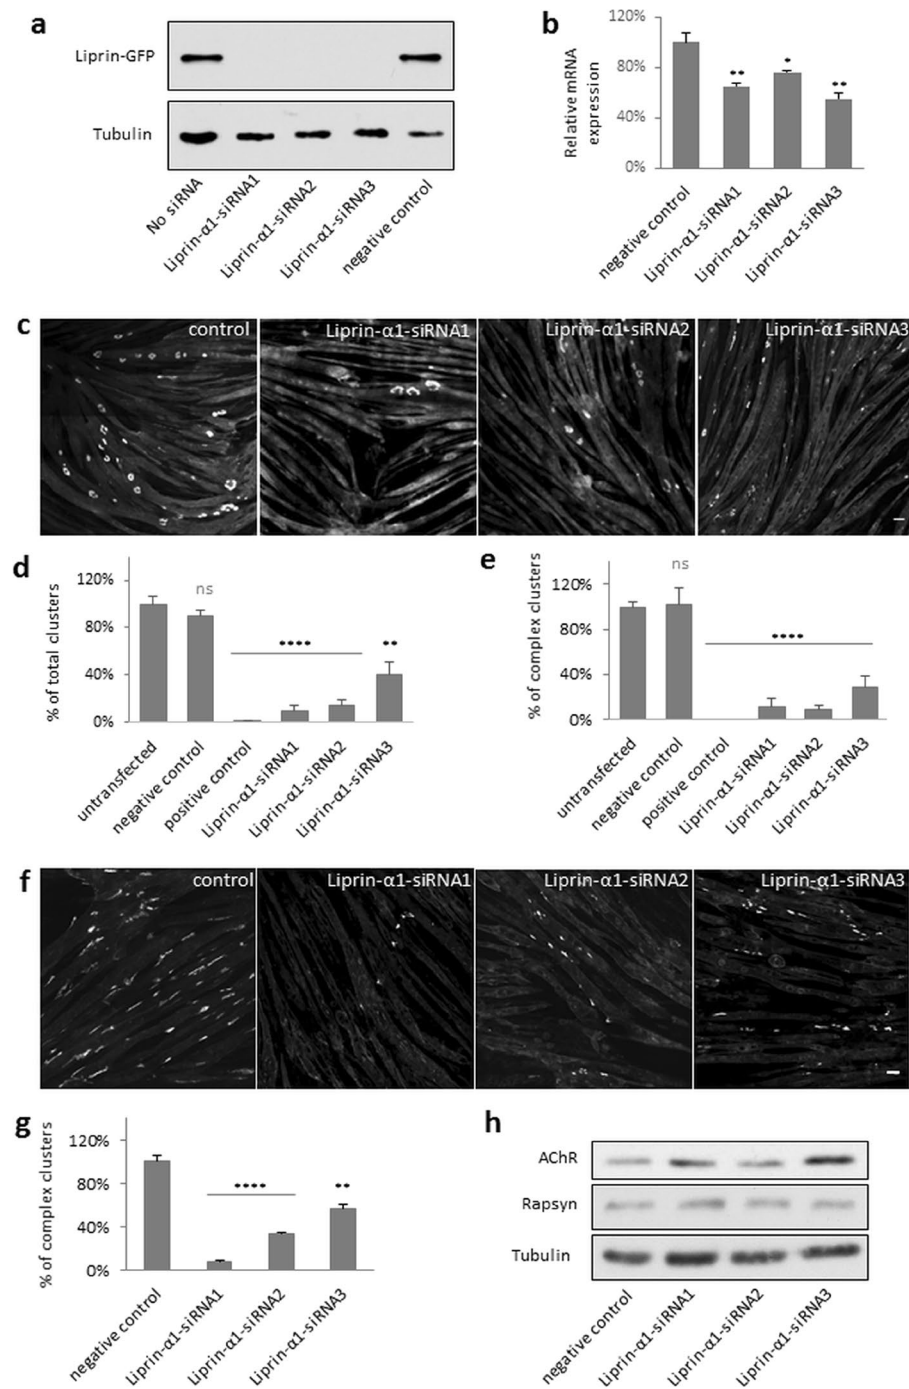 a
Liprin-GFP
Tubulin
No siRNA
Liprin-α1-siRNA1
Liprin-α1-siRNA2
Liprin-α1-siRNA3
negative control
b
Relative mRNA
expression
120%
80%
40%
0%
**
*
**
negative control
Liprin-α1-siRNA1
Liprin-α1-siRNA2
Liprin-α1-siRNA3
c
control
Liprin-α1-siRNA1
Liprin-α1-siRNA2
Liprin-α1-siRNA3
d
% of total clusters
120%
80%
40%
0%
ns
****
**
untransfected
negative control
positive control
Liprin-α1-siRNA1
Liprin-α1-siRNA2
Liprin-α1-siRNA3
e
% of complex clusters
120%
80%
40%
0%
ns
****
untransfected
negative control
positive control
Liprin-α1-siRNA1
Liprin-α1-siRNA2
Liprin-α1-siRNA3
f
control
Liprin-α1-siRNA1
Liprin-α1-siRNA2
Liprin-α1-siRNA3
g
% of complex clusters
120%
80%
40%
0%
****
**
negative control
Liprin-α1-siRNA1
Liprin-α1-siRNA2
Liprin-α1-siRNA3
h
AChR
Rapsyn
Tubulin
negative control
Liprin-α1-siRNA1
Liprin-α1-siRNA2
Liprin-α1-siRNA3